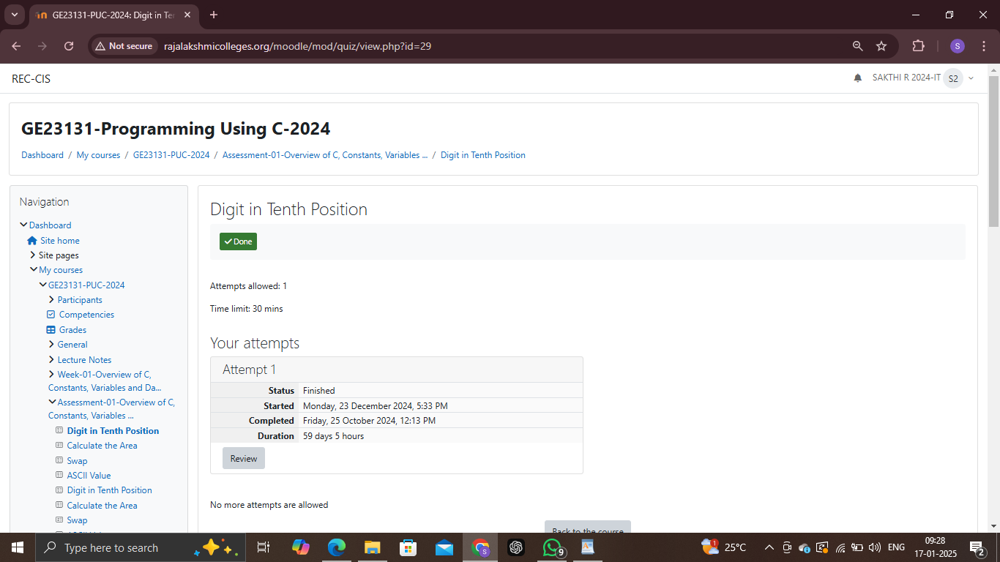 GE23131-PUC-2024: Digit in Te
Not secure
rajalakshmicolleges.org/moodle/mod/quiz/view.php?id=29
S
REC-CIS
SAKTHI R 2024-IT
S2
GE23131-Programming Using C-2024
Dashboard / My courses / GE23131-PUC-2024 / Assessment-01-Overview of C, Constants, Variables ... / Digit in Tenth Position
Navigation
Dashboard
Site home
Site pages
My courses
GE23131-PUC-2024
Participants
Competencies
Grades
General
Lecture Notes
Week-01-Overview of C,
Constants, Variables and Da...
Assessment-01-Overview of C,
Constants, Variables ...
Digit in Tenth Position
Calculate the Area
Swap
ASCII Value
Digit in Tenth Position
Calculate the Area
Swap
Digit in Tenth Position
Done
Attempts allowed: 1
Time limit: 30 mins
Your attempts
Attempt 1
Status Finished
Started Monday, 23 December 2024, 5:33 PM
Completed Friday, 25 October 2024, 12:13 PM
Duration 59 days 5 hours
Review
No more attempts are allowed
Back to the course
Type here to search
S
9
1
25°C
ENG
09:28
17-01-2025
2